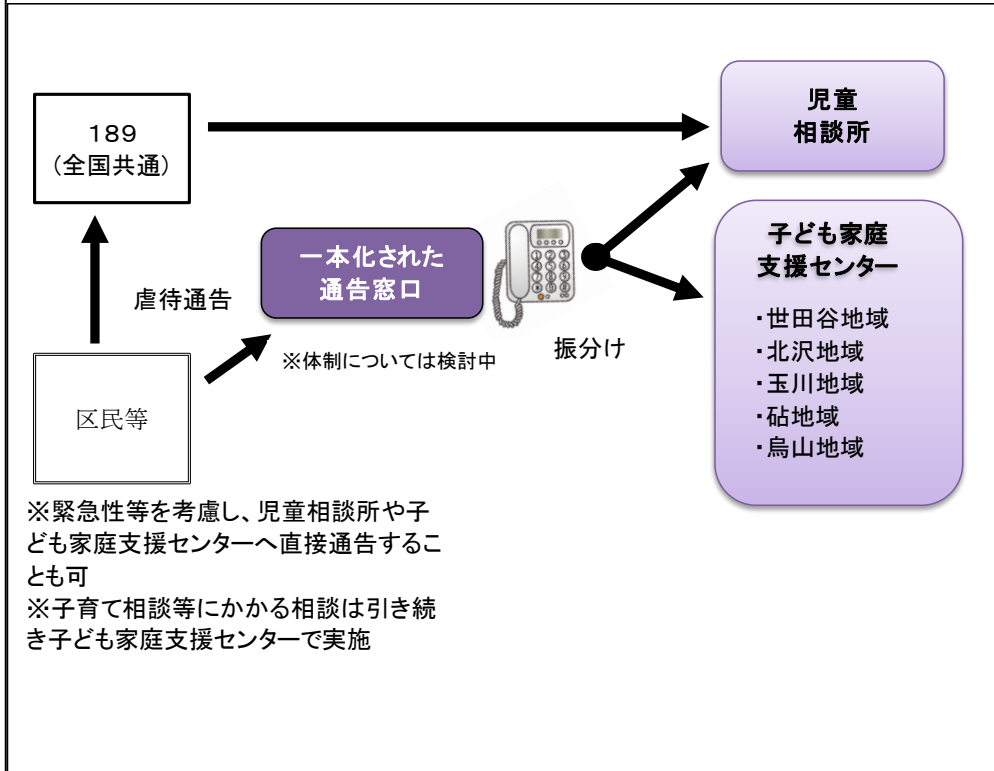 189
(全国共通)
児童
相談所
一本化された
通告窓口
子ども家庭
支援センター
・世田谷地域
・北沢地域
・玉川地域
・砧地域
・烏山地域
虐待通告
※体制については検討中
振分け
区民等
※緊急性等を考慮し、児童相談所や子
ども家庭支援センターへ直接通告するこ
とも可
※子育て相談等にかかる相談は引き続
き子ども家庭支援センターで実施